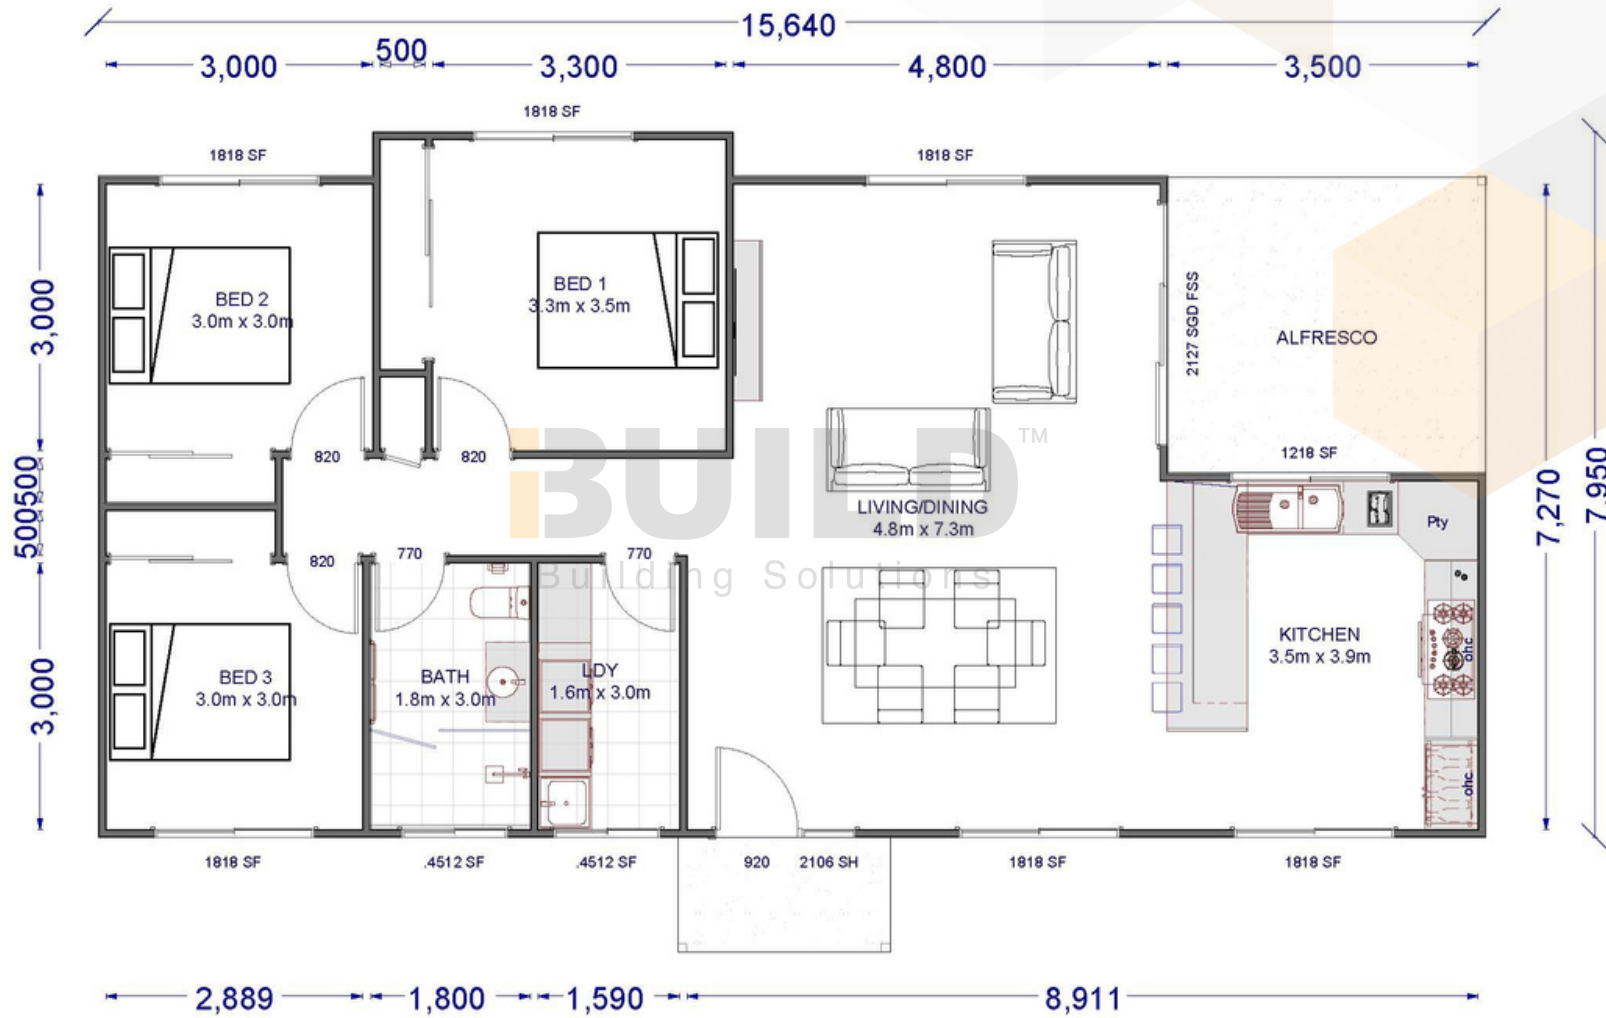 15,640
3,000
500
3,300
4,800
3,500
1818 SF
1818 SF
1818 SF
3,000
500
500
3,000
BED 2
3.0m x 3.0m
BED 1
3.3m x 3.5m
2127 SGD FSS
ALFRESCO
7,270
7,950
820
820
1218 SF
BUILD™
Building Solutions
LIVING/DINING
4.8m x 7.3m
Pty
820
770
770
KITCHEN
3.5m x 3.9m
ohc
ohc
BED 3
3.0m x 3.0m
BATH
1.8m x 3.0m
LDY
1.6m x 3.0m
1818 SF
.4512 SF
.4512 SF
920
2106 SH
1818 SF
1818 SF
2,889
1,800
1,590
8,911